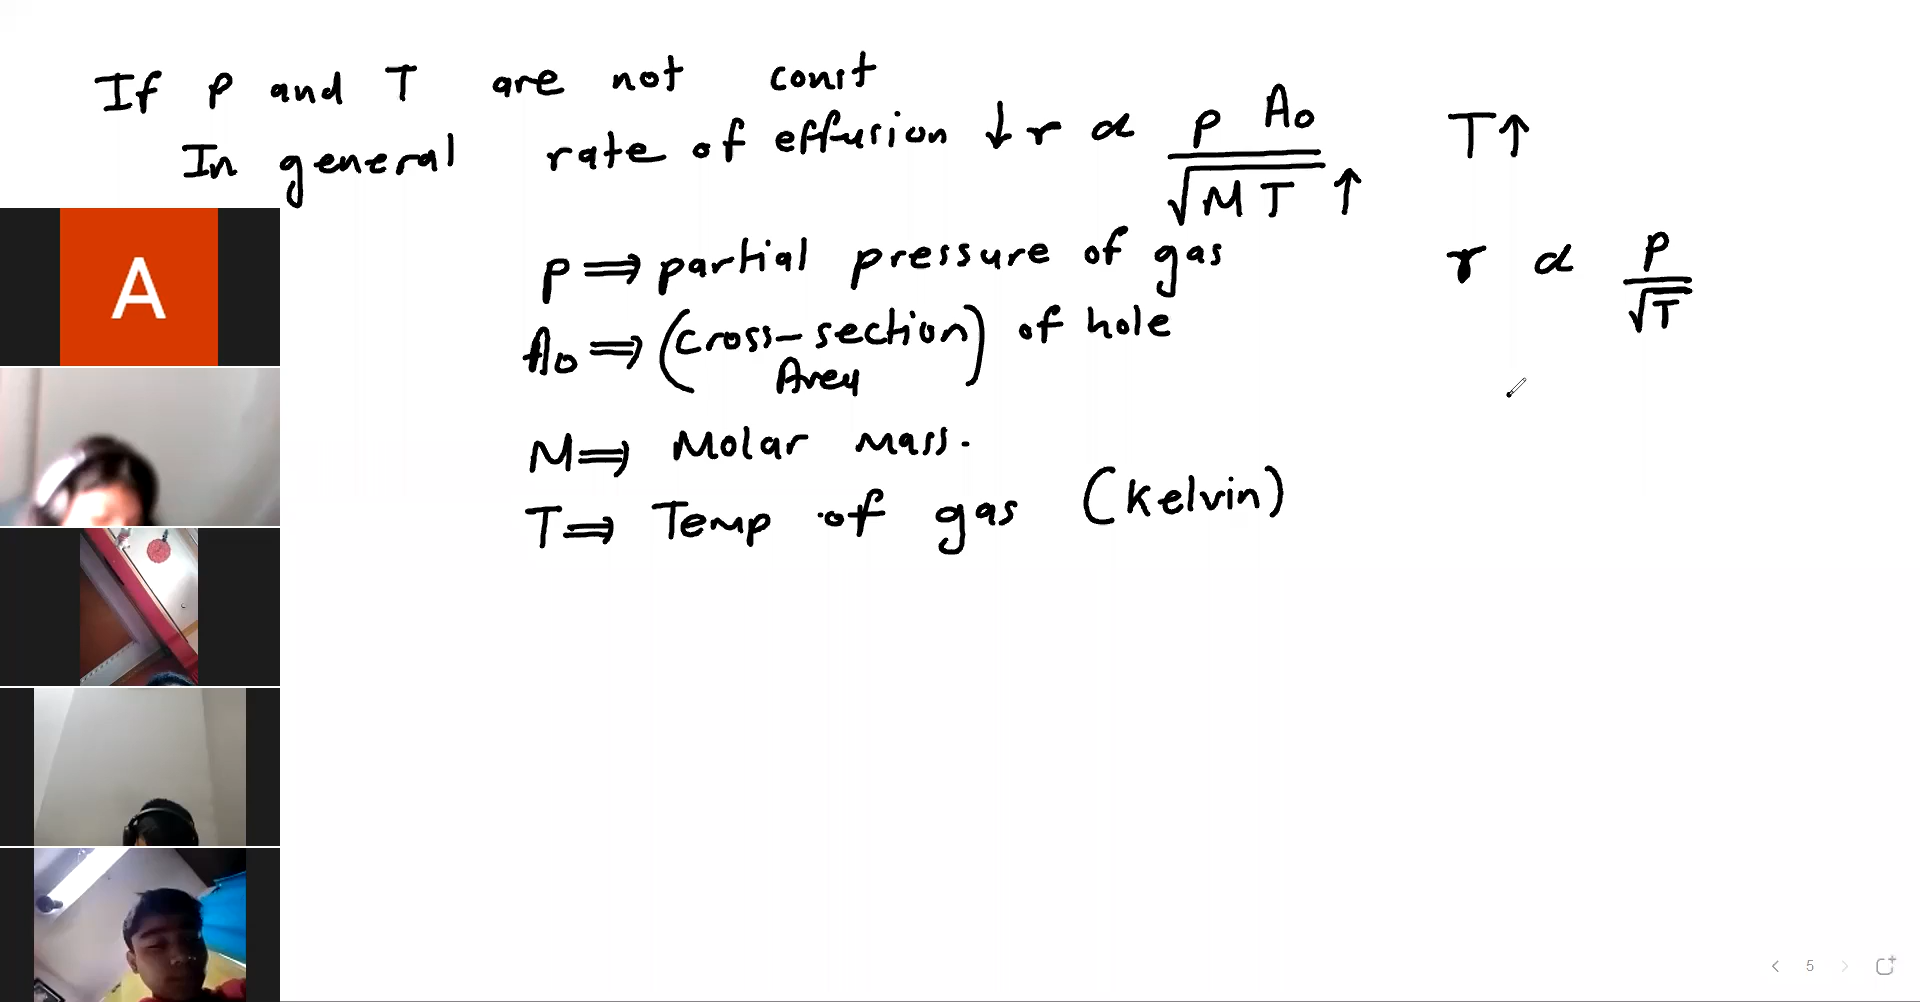 If P and T are not const
In general rate of effusion ↓ r ∝ P A₀ / √MT ↑ T↑
P ⇒ partial pressure of gas
r ∝ P / √T
A₀ ⇒ (cross-section Area) of hole
M ⇒ Molar mass.
T ⇒ Temp of gas (Kelvin)
A
5